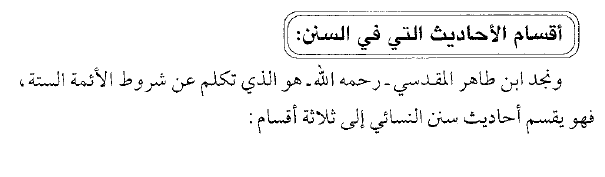 أقسام الأحاديث التي في السنن:
ونجد ابن طاهر المقدسي - رحمه الله - هو الذي تكلم عن شروط الأئمة الستة،
فهو يقسم أحاديث سنن النسائي إلى ثلاثة أقسام: